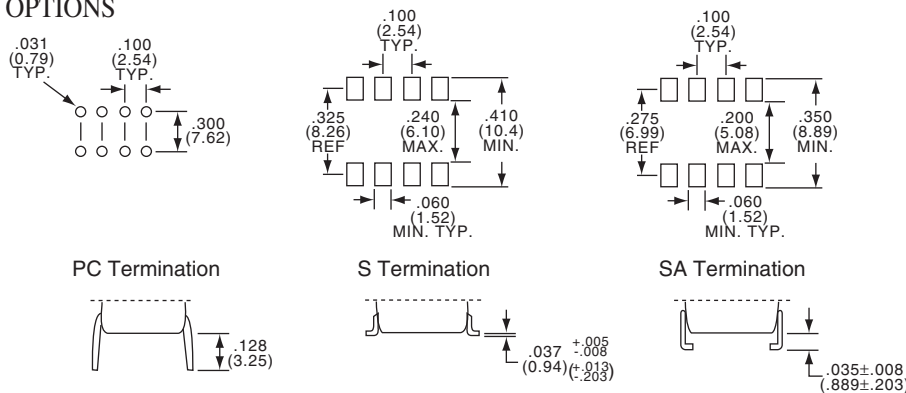 OPTIONS
.031
(0.79)
TYP.
.100
(2.54)
TYP.
.300
(7.62)
.100
(2.54)
TYP.
.325
(8.26)
REF
.240
(6.10)
MAX.
.410
(10.4)
MIN.
.060
(1.52)
MIN. TYP.
.100
(2.54)
TYP.
.275
(6.99)
REF
.200
(5.08)
MAX.
.350
(8.89)
MIN.
.060
(1.52)
MIN. TYP.
PC Termination
S Termination
SA Termination
.128
(3.25)
.037 +.005 -.008
(0.94)(+.013 -.203)
.035±.008
(.889±.203)